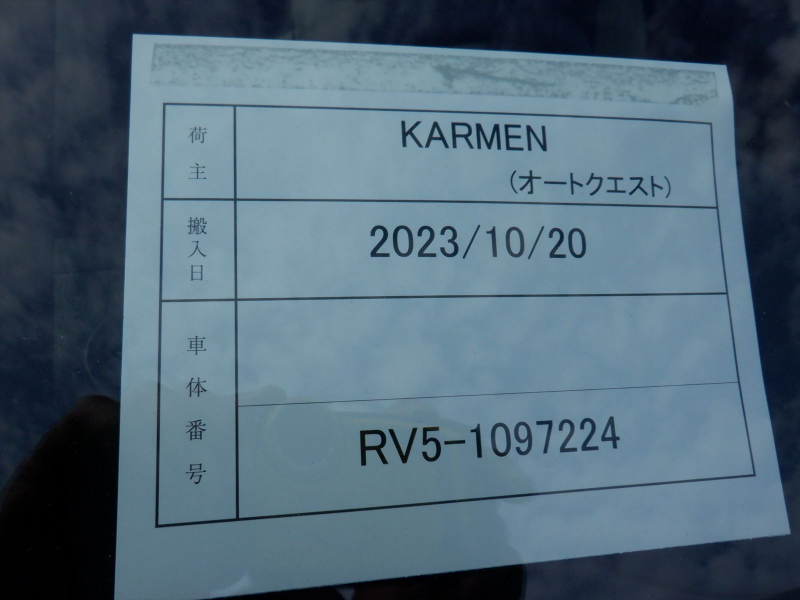 荷主
KARMEN
(オートクエスト)
搬入日
2023/10/20
車体番号
RV5-1097224